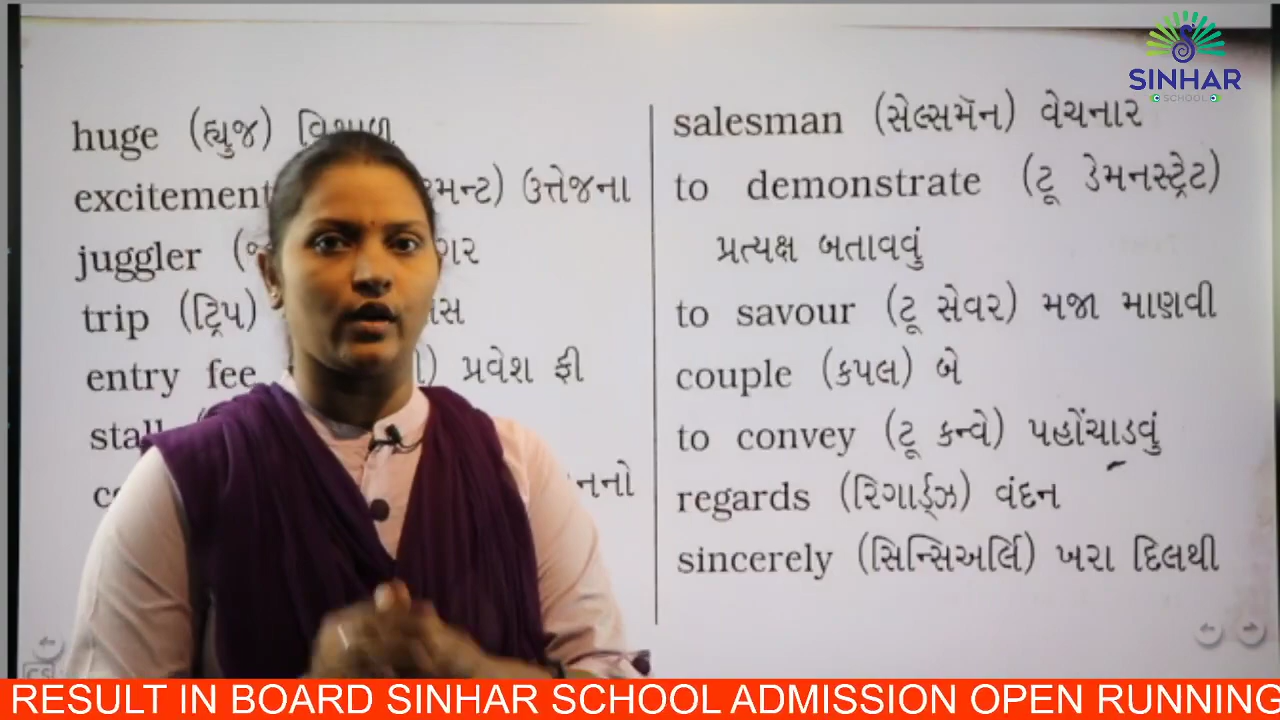 SINHAR
SCHOOL
huge (હ્યુજ) વિશાળ
excitement મન્ટ) ઉત્તેજના
juggler
trip (ટ્રિપ)
entry fee પ્રવેશ ફી
salesman (સેલ્સમૅન) વેચનાર
to demonstrate (ટૂ ડેમનસ્ટ્રેટ)
પ્રત્યક્ષ બતાવવું
to savour (ટૂ સેવર) મજા માણવી
couple (કપલ) બે
to convey (ટૂ કન્વે) પહોંચાડવું
regards (રિગાર્ડ્ઝ) વંદન
sincerely (સિન્સિઅર્લિ) ખરા દિલથી
RESULT IN BOARD SINHAR SCHOOL ADMISSION OPEN RUNNING